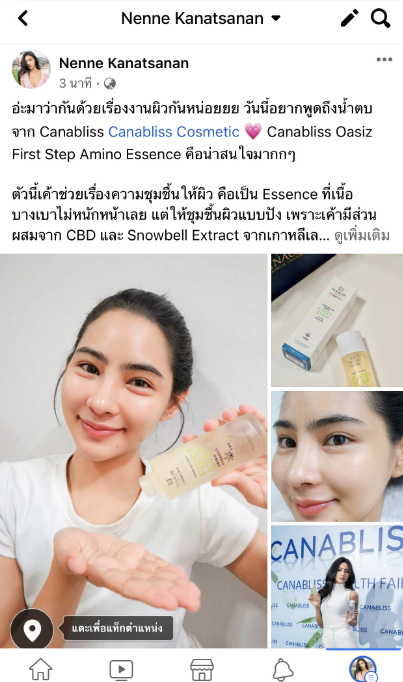 Nenne Kanatsanan
Nenne Kanatsanan
3 นาที
อ่ะมาว่ากันด้วยเรื่องงานผิวกันหน่อยยย วันนี้อยากพูดถึงน้ำตบ
จาก Canabliss Canabliss Cosmetic 💗 Canabliss Oasiz
First Step Amino Essence คือน่าสนใจมากกๆ
ตัวนี้เค้าช่วยเรื่องความชุ่มชื้นให้ผิว คือเป็น Essence ที่เนื้อ
บางเบาไม่หนักหน้าเลย แต่ให้ชุ่มชื้นผิวแบบปัง เพราะเค้ามีส่วน
ผสมจาก CBD และ Snowbell Extract จากเกาหลีเล... ดูเพิ่มเติม
CANABLISS
CANABLISS HEALTH FAIR
CANABLISS
แตะเพื่อแท็กตำแหน่ง